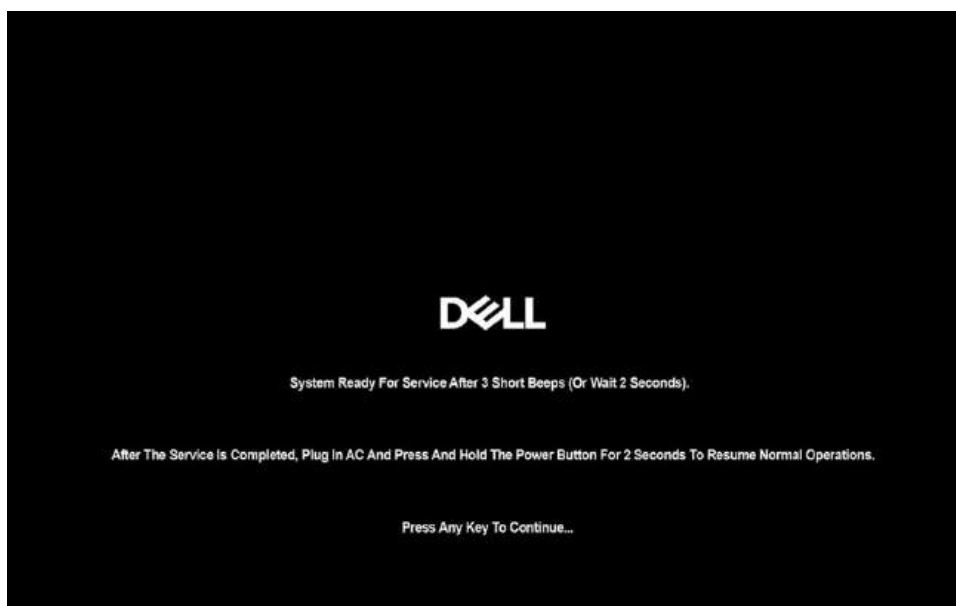 DELL
System Ready For Service After 3 Short Beeps (Or Wait 2 Seconds).
After The Service Is Completed, Plug In AC And Press And Hold The Power Button For 2 Seconds To Resume Normal Operations.
Press Any Key To Continue...